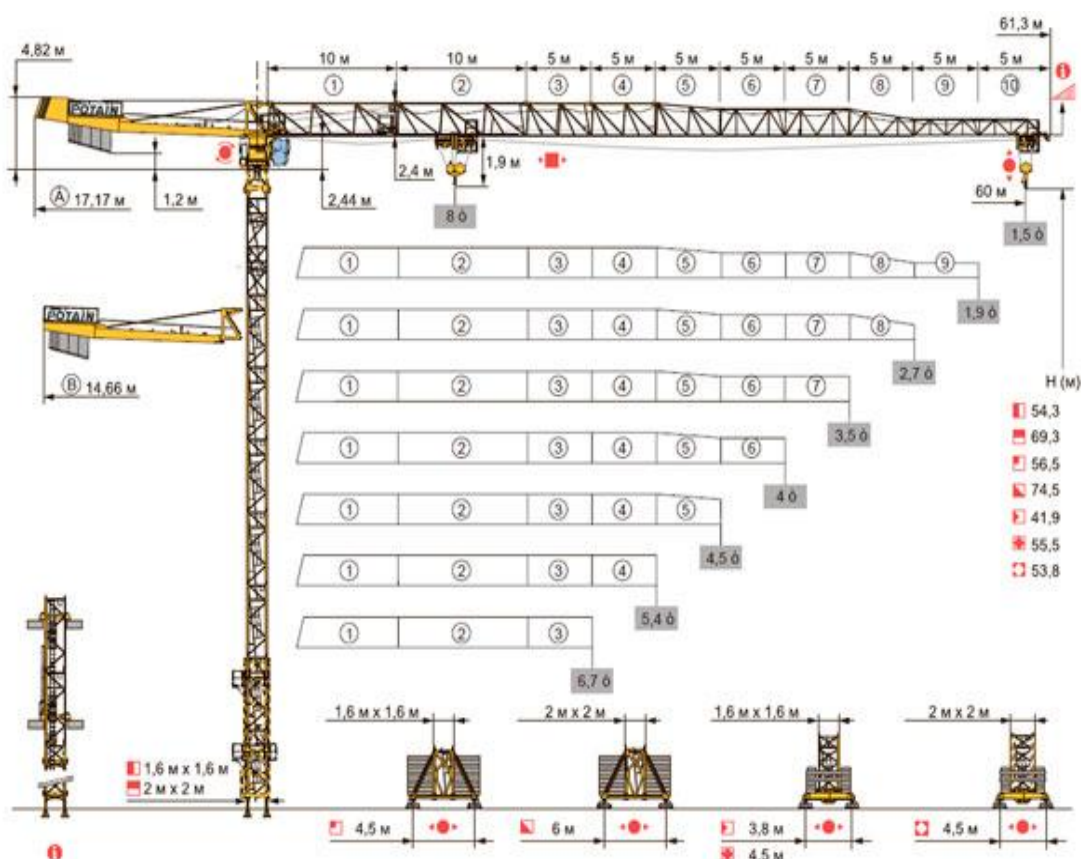 61,3 м
4,82 м
10 м 10 м 5 м 5 м 5 м 5 м 5 м 5 м 5 м 5 м
1 2 3 4 5 6 7 8 9 10
POTAIN
1,9 м
2,4 м
A 17,17 м 1,2 м 2,44 м 60 м
8 ò 1,5 ò
1 2 3 4 5 6 7 8 9
1,9 ò
POTAIN
1 2 3 4 5 6 7 8
2,7 ò
B 14,66 м
H (м)
1 2 3 4 5 6 7
3,5 ò
54,3
69,3
56,5
74,5
41,9
55,5
53,8
1 2 3 4 5 6
4 ò
1 2 3 4 5
4,5 ò
1 2 3 4
5,4 ò
1 2 3
6,7 ò
1,6 м x 1,6 м 2 м x 2 м 1,6 м x 1,6 м 2 м x 2 м
1,6 м x 1,6 м
2 м x 2 м
4,5 м 6 м 3,8 м 4,5 м
4,5 м